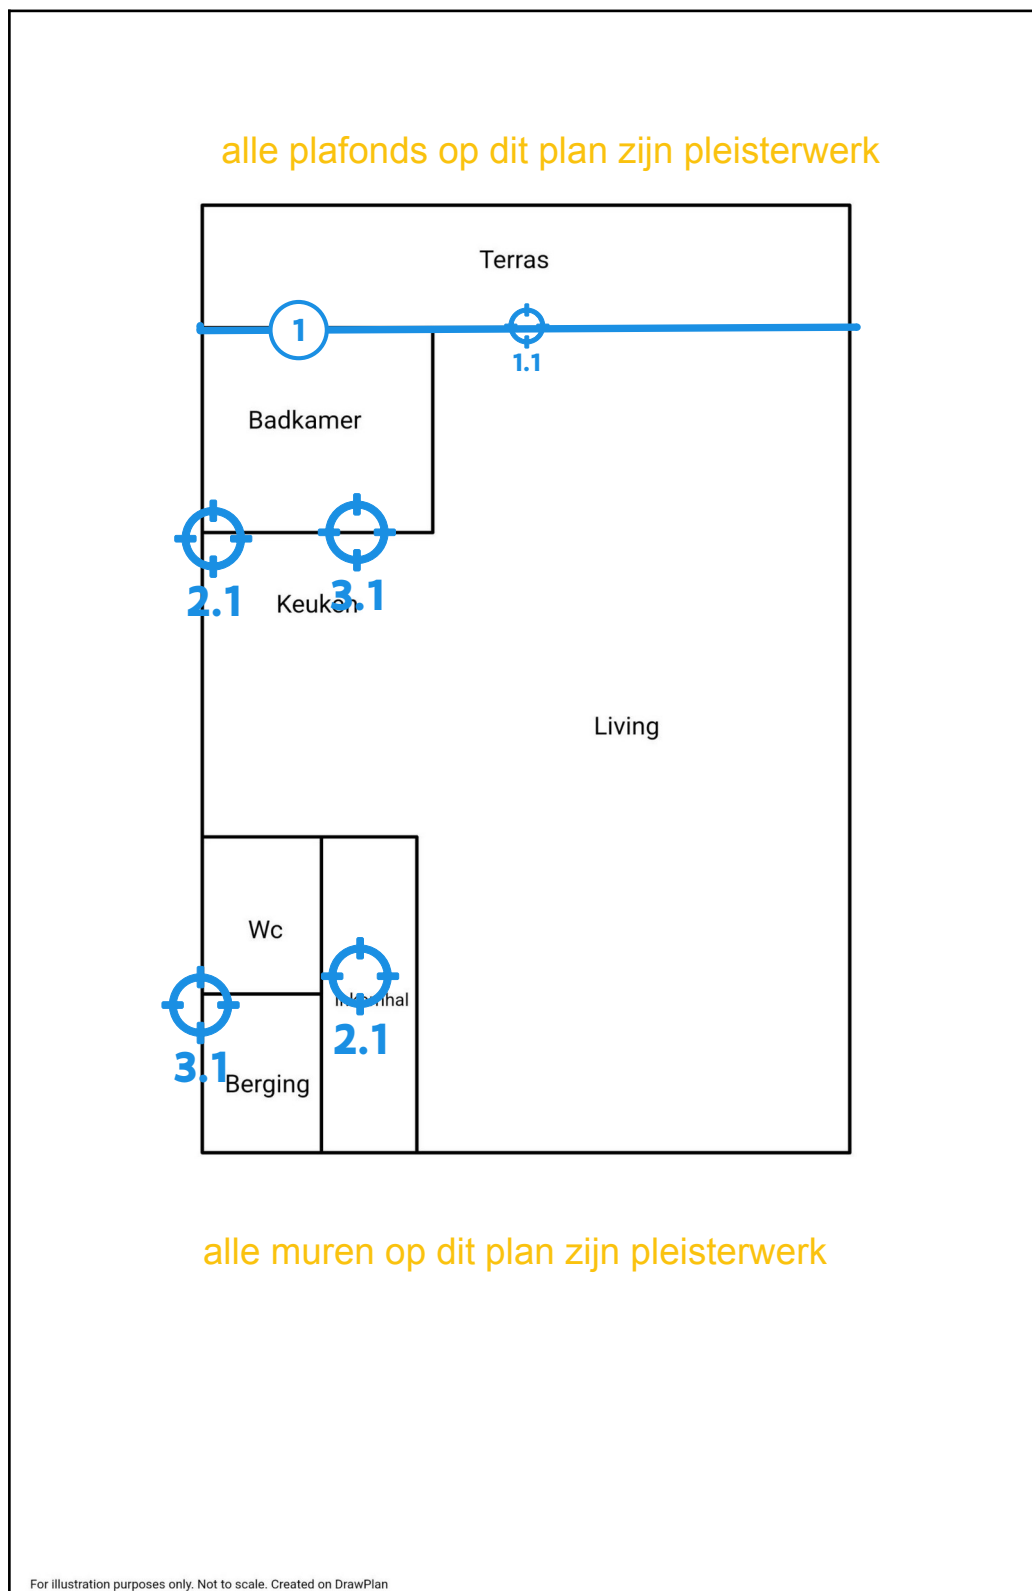 alle plafonds op dit plan zijn pleisterwerk
Terras
1
1.1
Badkamer
2.1
Keuken
3.1
Living
Wc
Inkomhal
2.1
3.1
Berging
alle muren op dit plan zijn pleisterwerk
For illustration purposes only. Not to scale. Created on DrawPlan